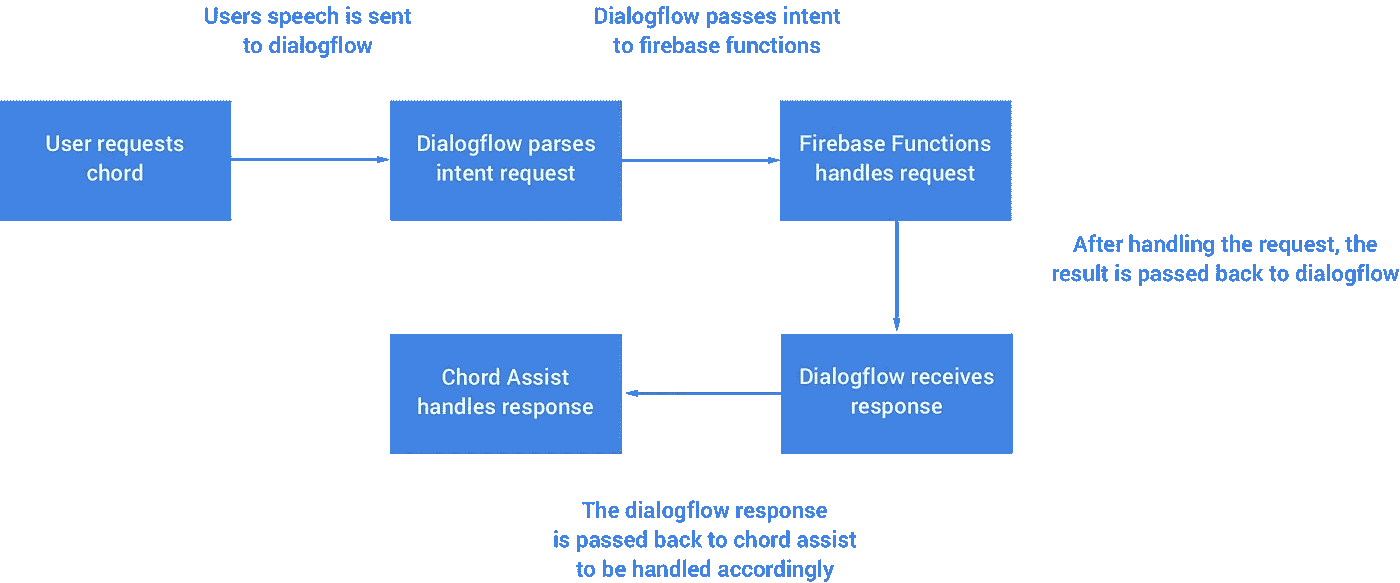 Users speech is sent
to dialogflow
Dialogflow passes intent
to firebase functions
User requests
chord
Dialogflow parses
intent request
Firebase Functions
handles request
After handling the request, the
result is passed back to dialogflow
Chord Assist
handles response
Dialogflow receives
response
The dialogflow response
is passed back to chord assist
to be handled accordingly